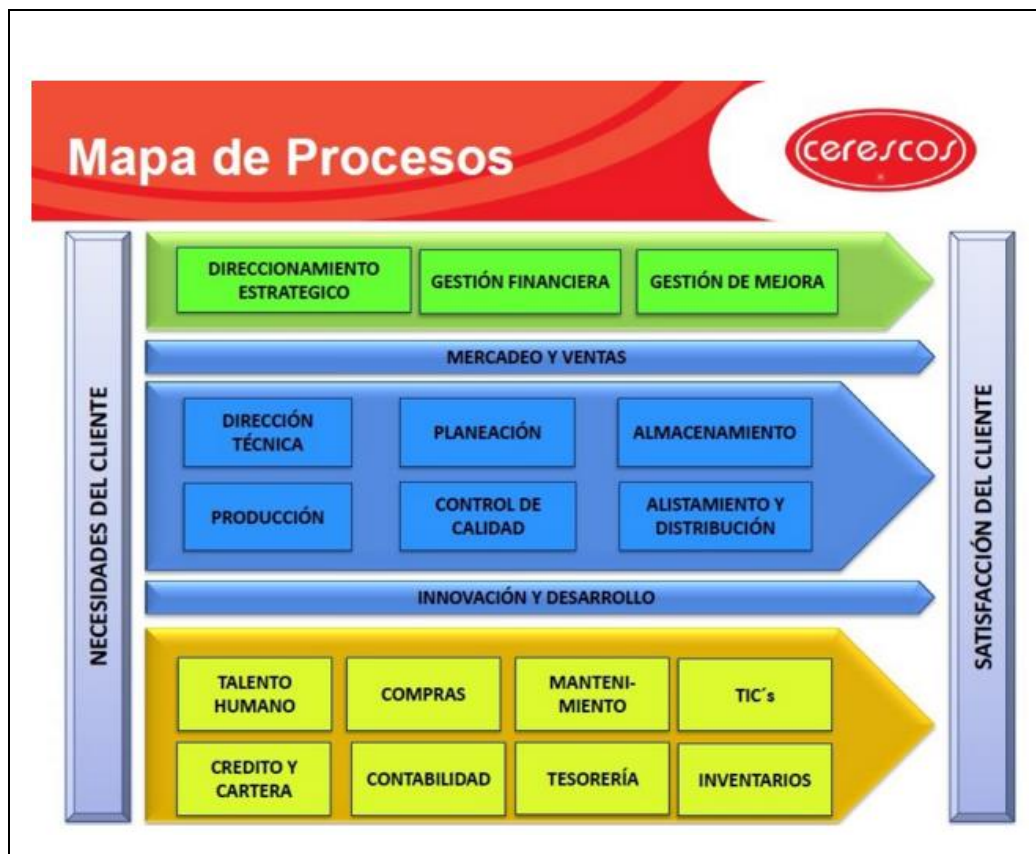 Mapa de Procesos
cerescos
®
NECESIDADES DEL CLIENTE
DIRECCIONAMIENTO
ESTRATEGICO
GESTIÓN FINANCIERA
GESTIÓN DE MEJORA
MERCADEO Y VENTAS
DIRECCIÓN
TÉCNICA
PLANEACIÓN
ALMACENAMIENTO
PRODUCCIÓN
CONTROL DE
CALIDAD
ALISTAMIENTO Y
DISTRIBUCIÓN
INNOVACIÓN Y DESARROLLO
TALENTO
HUMANO
COMPRAS
MANTENI-
MIENTO
TIC´s
CREDITO Y
CARTERA
CONTABILIDAD
TESORERÍA
INVENTARIOS
SATISFACCIÓN DEL CLIENTE